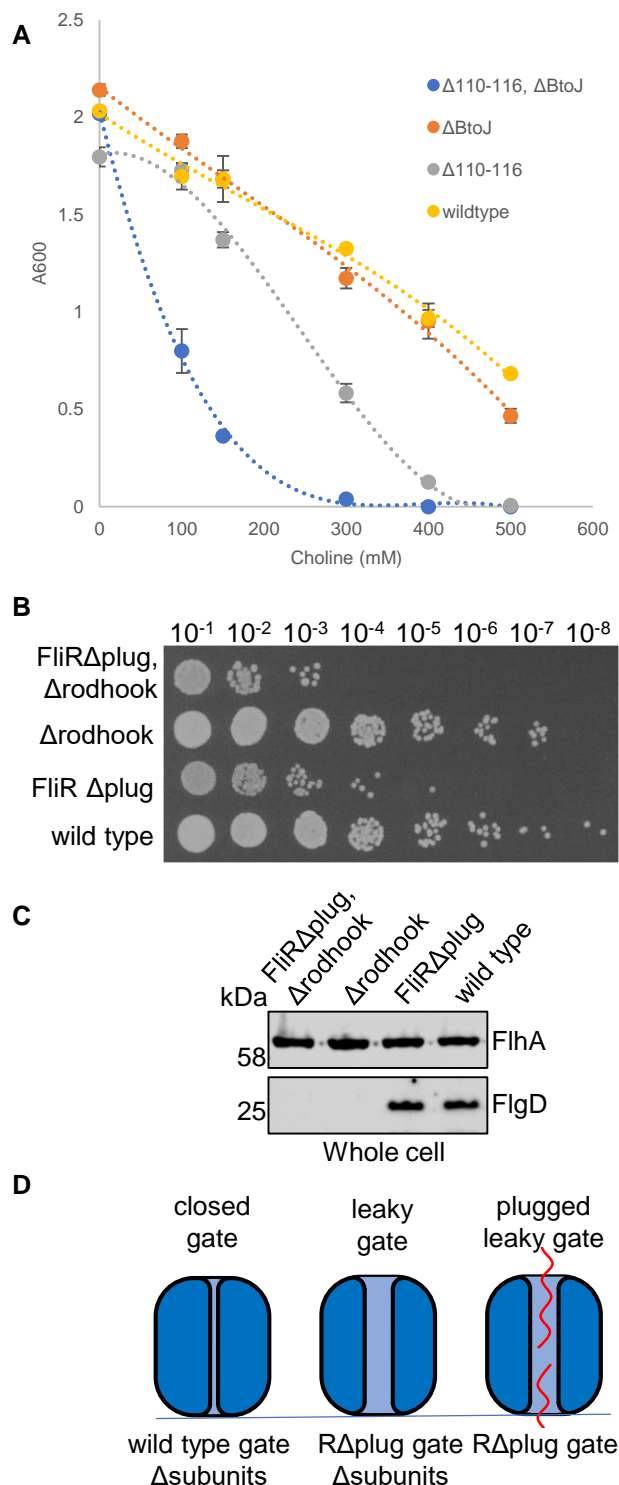 A
2.5
2
1.5
1
0.5
0
A600
0 100 200 300 400 500 600
Choline (mM)
Δ110-116, ΔBtoJ
ΔBtoJ
Δ110-116
wildtype
B
10-1 10-2 10-3 10-4 10-5 10-6 10-7 10-8
FliRΔplug,
Δrodhook
Δrodhook
FliR Δplug
wild type
C
FliRΔplug,
Δrodhook
Δrodhook
FliRΔplug
wild type
kDa
58
FlhA
25
FlgD
Whole cell
D
closed
gate
leaky
gate
plugged
leaky gate
wild type gate
Δsubunits
RΔplug gate
Δsubunits
RΔplug gate